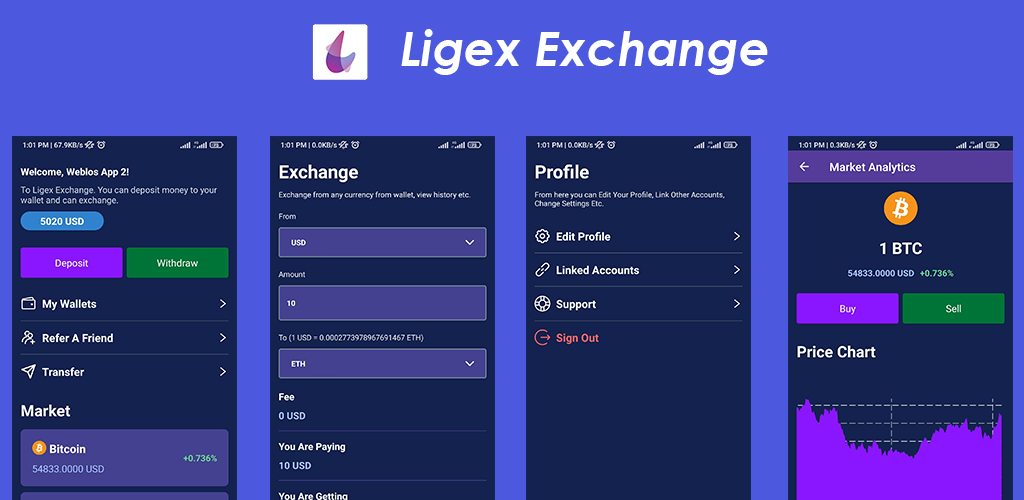 Ligex Exchange
1:01 PM | 67.9KB/s
Welcome, Weblos App 2!
To Ligex Exchange. You can deposit money to your
wallet and can exchange.
5020 USD
Deposit
Withdraw
My Wallets
Refer A Friend
Transfer
Market
Bitcoin
54833.0000 USD
+0.736%
1:01 PM | 0.0KB/s
Exchange
Exchange from any currency from wallet, view history etc.
From
USD
Amount
10
To (1 USD = 0.0002773978967691467 ETH)
ETH
Fee
0 USD
You Are Paying
10 USD
You Are Getting
1:01 PM | 0.0KB/s
Profile
From here you can Edit Your Profile, Link Other Accounts,
Change Settings Etc.
Edit Profile
Linked Accounts
Support
Sign Out
1:01 PM | 0.3KB/s
Market Analytics
1 BTC
54833.0000 USD +0.736%
Buy
Sell
Price Chart